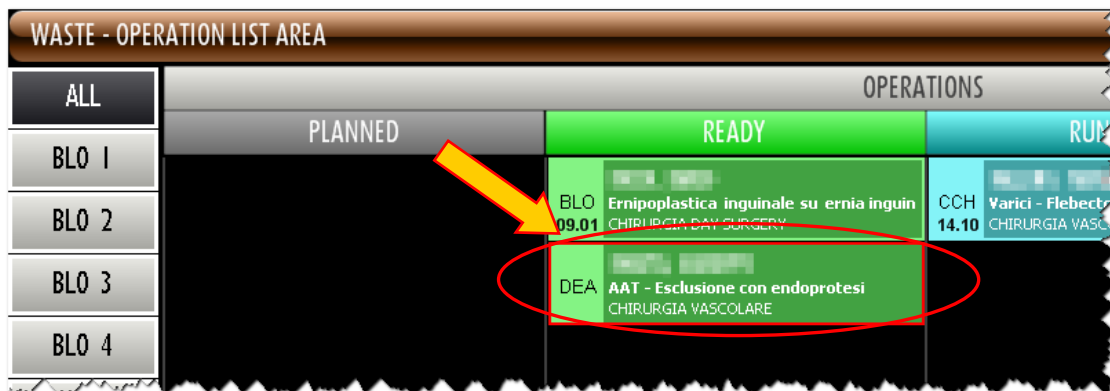 WASTE - OPERATION LIST AREA
ALL
OPERATIONS
PLANNED
READY
BLO 1
BLO
09.01
Ernipoplastica inguinale su ernia inguin
CHIRURGIA DAY SURGERY
CCH
14.10
Varici - Flebecto
CHIRURGIA VASC
BLO 2
BLO 3
DEA
AAT - Esclusione con endoprotesi
CHIRURGIA VASCOLARE
BLO 4